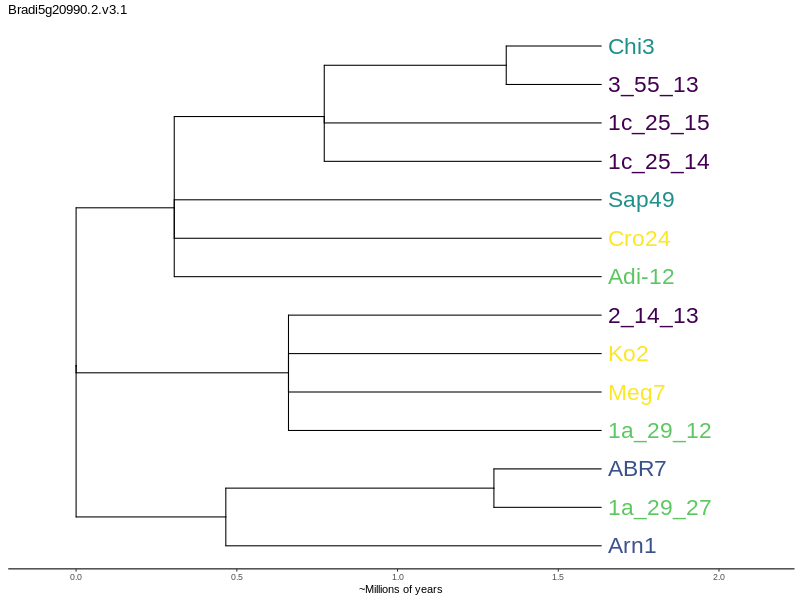 Bradi5g20990.2.v3.1
Chi3
3_55_13
1c_25_15
1c_25_14
Sap49
Cro24
Adi-12
2_14_13
Ko2
Meg7
1a_29_12
ABR7
1a_29_27
Arn1
0.0 0.5 1.0 1.5 2.0
~Millions of years